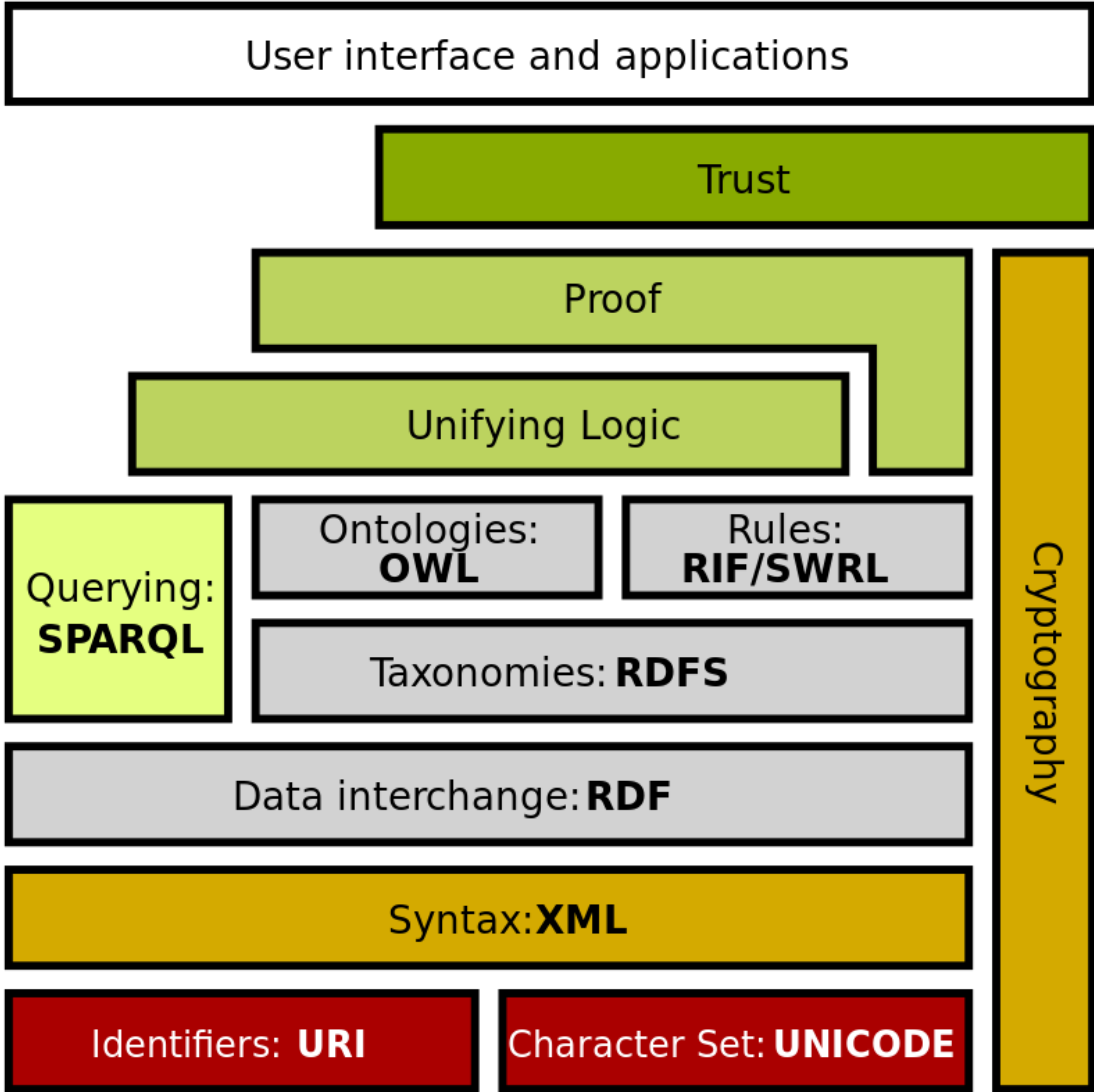 User interface and applications
Trust
Proof
Unifying Logic
Ontologies:
OWL
Rules:
RIF/SWRL
Querying:
SPARQL
Taxonomies: RDFS
Cryptography
Data interchange: RDF
Syntax: XML
Identifiers: URI
Character Set: UNICODE